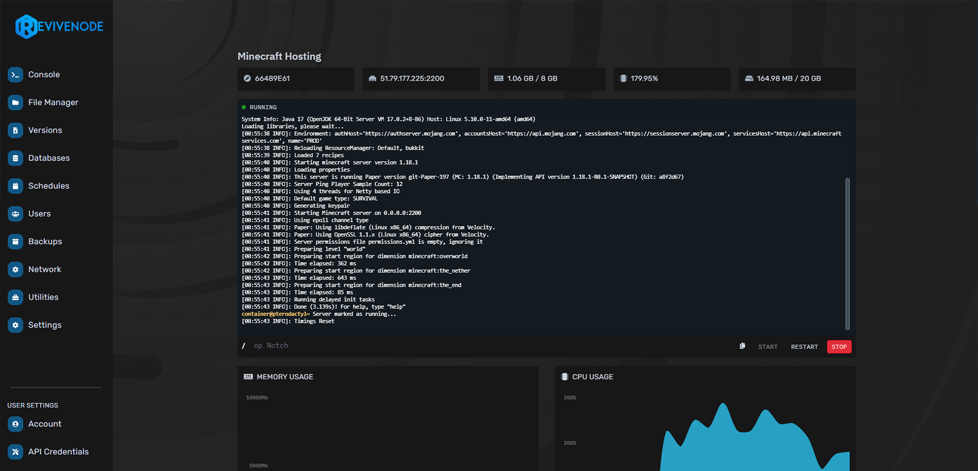 REVIVENODE
Console
File Manager
Versions
Databases
Schedules
Users
Backups
Network
Utilities
Settings
USER SETTINGS
Account
API Credentials
Minecraft Hosting
66489E61
51.79.177.225:2200
1.06 GB / 8 GB
179.95%
164.98 MB / 20 GB
RUNNING
System Info: Java 17 (OpenJDK 64-Bit Server VM 17.0.2+8-86) Host: Linux 5.10.0-11-amd64 (amd64)
Loading libraries, please wait...
[00:55:38 INFO]: Environment: authHost='https://authserver.mojang.com', accountsHost='https://api.mojang.com', sessionHost='https://sessionserver.mojang.com', servicesHost='https://api.minecraft
services.com', name='PROD'
[00:55:38 INFO]: Reloading ResourceManager: Default, bukkit
[00:55:39 INFO]: Loaded 7 recipes
[00:55:40 INFO]: Starting minecraft server version 1.18.1
[00:55:40 INFO]: Loading properties
[00:55:40 INFO]: This server is running Paper version git-Paper-197 (MC: 1.18.1) (Implementing API version 1.18.1-R0.1-SNAPSHOT) (Git: a8f2d67)
[00:55:40 INFO]: Server Ping Player Sample Count: 12
[00:55:40 INFO]: Using 4 threads for Netty based IO
[00:55:40 INFO]: Default game type: SURVIVAL
[00:55:40 INFO]: Generating keypair
[00:55:41 INFO]: Starting Minecraft server on 0.0.0.0:2200
[00:55:41 INFO]: Using epoll channel type
[00:55:41 INFO]: Paper: Using libdeflate (Linux x86_64) compression from Velocity.
[00:55:41 INFO]: Paper: Using OpenSSL 1.1.x (Linux x86_64) cipher from Velocity.
[00:55:41 INFO]: Server permissions file permissions.yml is empty, ignoring it
[00:55:42 INFO]: Preparing level "world"
[00:55:42 INFO]: Preparing start region for dimension minecraft:overworld
[00:55:42 INFO]: Time elapsed: 362 ms
[00:55:42 INFO]: Preparing start region for dimension minecraft:the_nether
[00:55:43 INFO]: Time elapsed: 643 ms
[00:55:43 INFO]: Preparing start region for dimension minecraft:the_end
[00:55:43 INFO]: Time elapsed: 85 ms
[00:55:43 INFO]: Running delayed init tasks
[00:55:43 INFO]: Done (3.139s)! For help, type "help"
container@pterodactyl~ Server marked as running...
[00:55:43 INFO]: Timings Reset
/ op Notch
START
RESTART
STOP
MEMORY USAGE
10000Mb
5000Mb
CPU USAGE
300%
200%